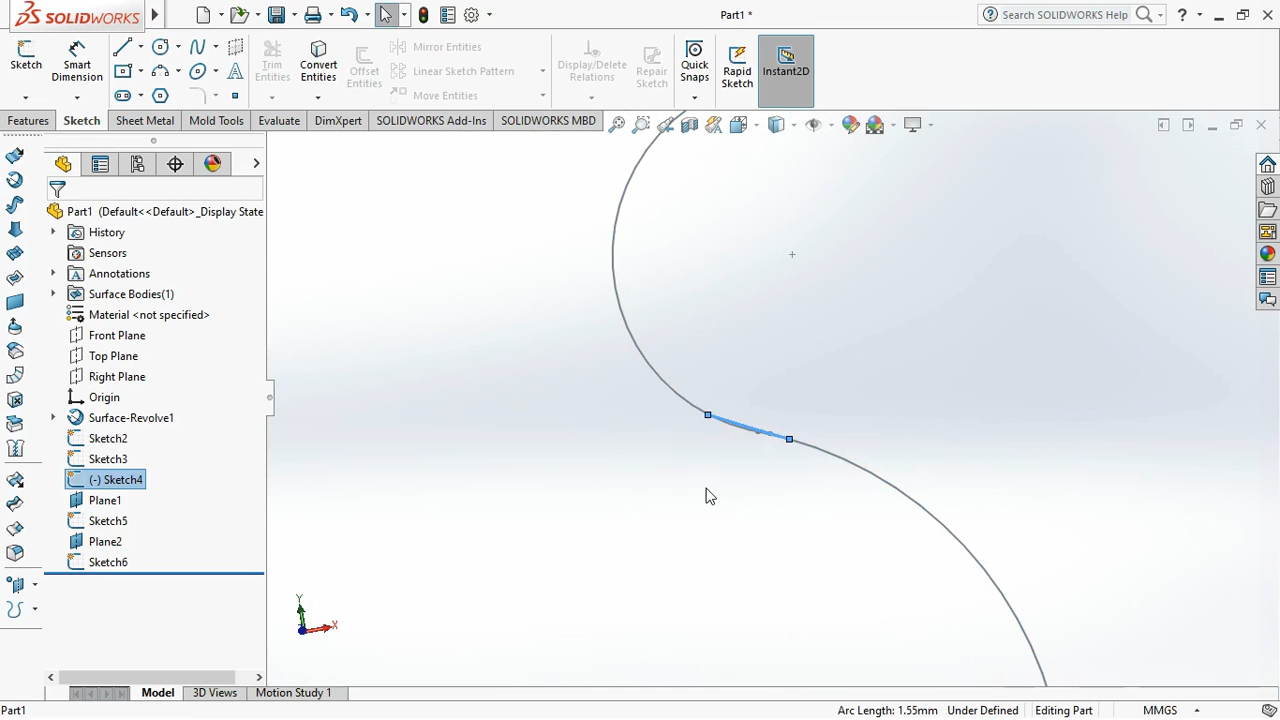 SOLIDWORKS
Part1 *
Search SOLIDWORKS Help
?
Sketch
Smart
Dimension
Trim
Entities
Convert
Entities
Offset
Entities
Mirror Entities
Linear Sketch Pattern
Move Entities
Display/Delete
Relations
Repair
Sketch
Quick
Snaps
Rapid
Sketch
Instant2D
Features
Sketch
Sheet Metal
Mold Tools
Evaluate
DimXpert
SOLIDWORKS Add-Ins
SOLIDWORKS MBD
Part1 (Default<<Default>_Display State
History
Sensors
Annotations
Surface Bodies(1)
Material <not specified>
Front Plane
Top Plane
Right Plane
Origin
Surface-Revolve1
Sketch2
Sketch3
(-) Sketch4
Plane1
Sketch5
Plane2
Sketch6
Y
X
Model
3D Views
Motion Study 1
Part1
Arc Length: 1.55mm
Under Defined
Editing Part
MMGS